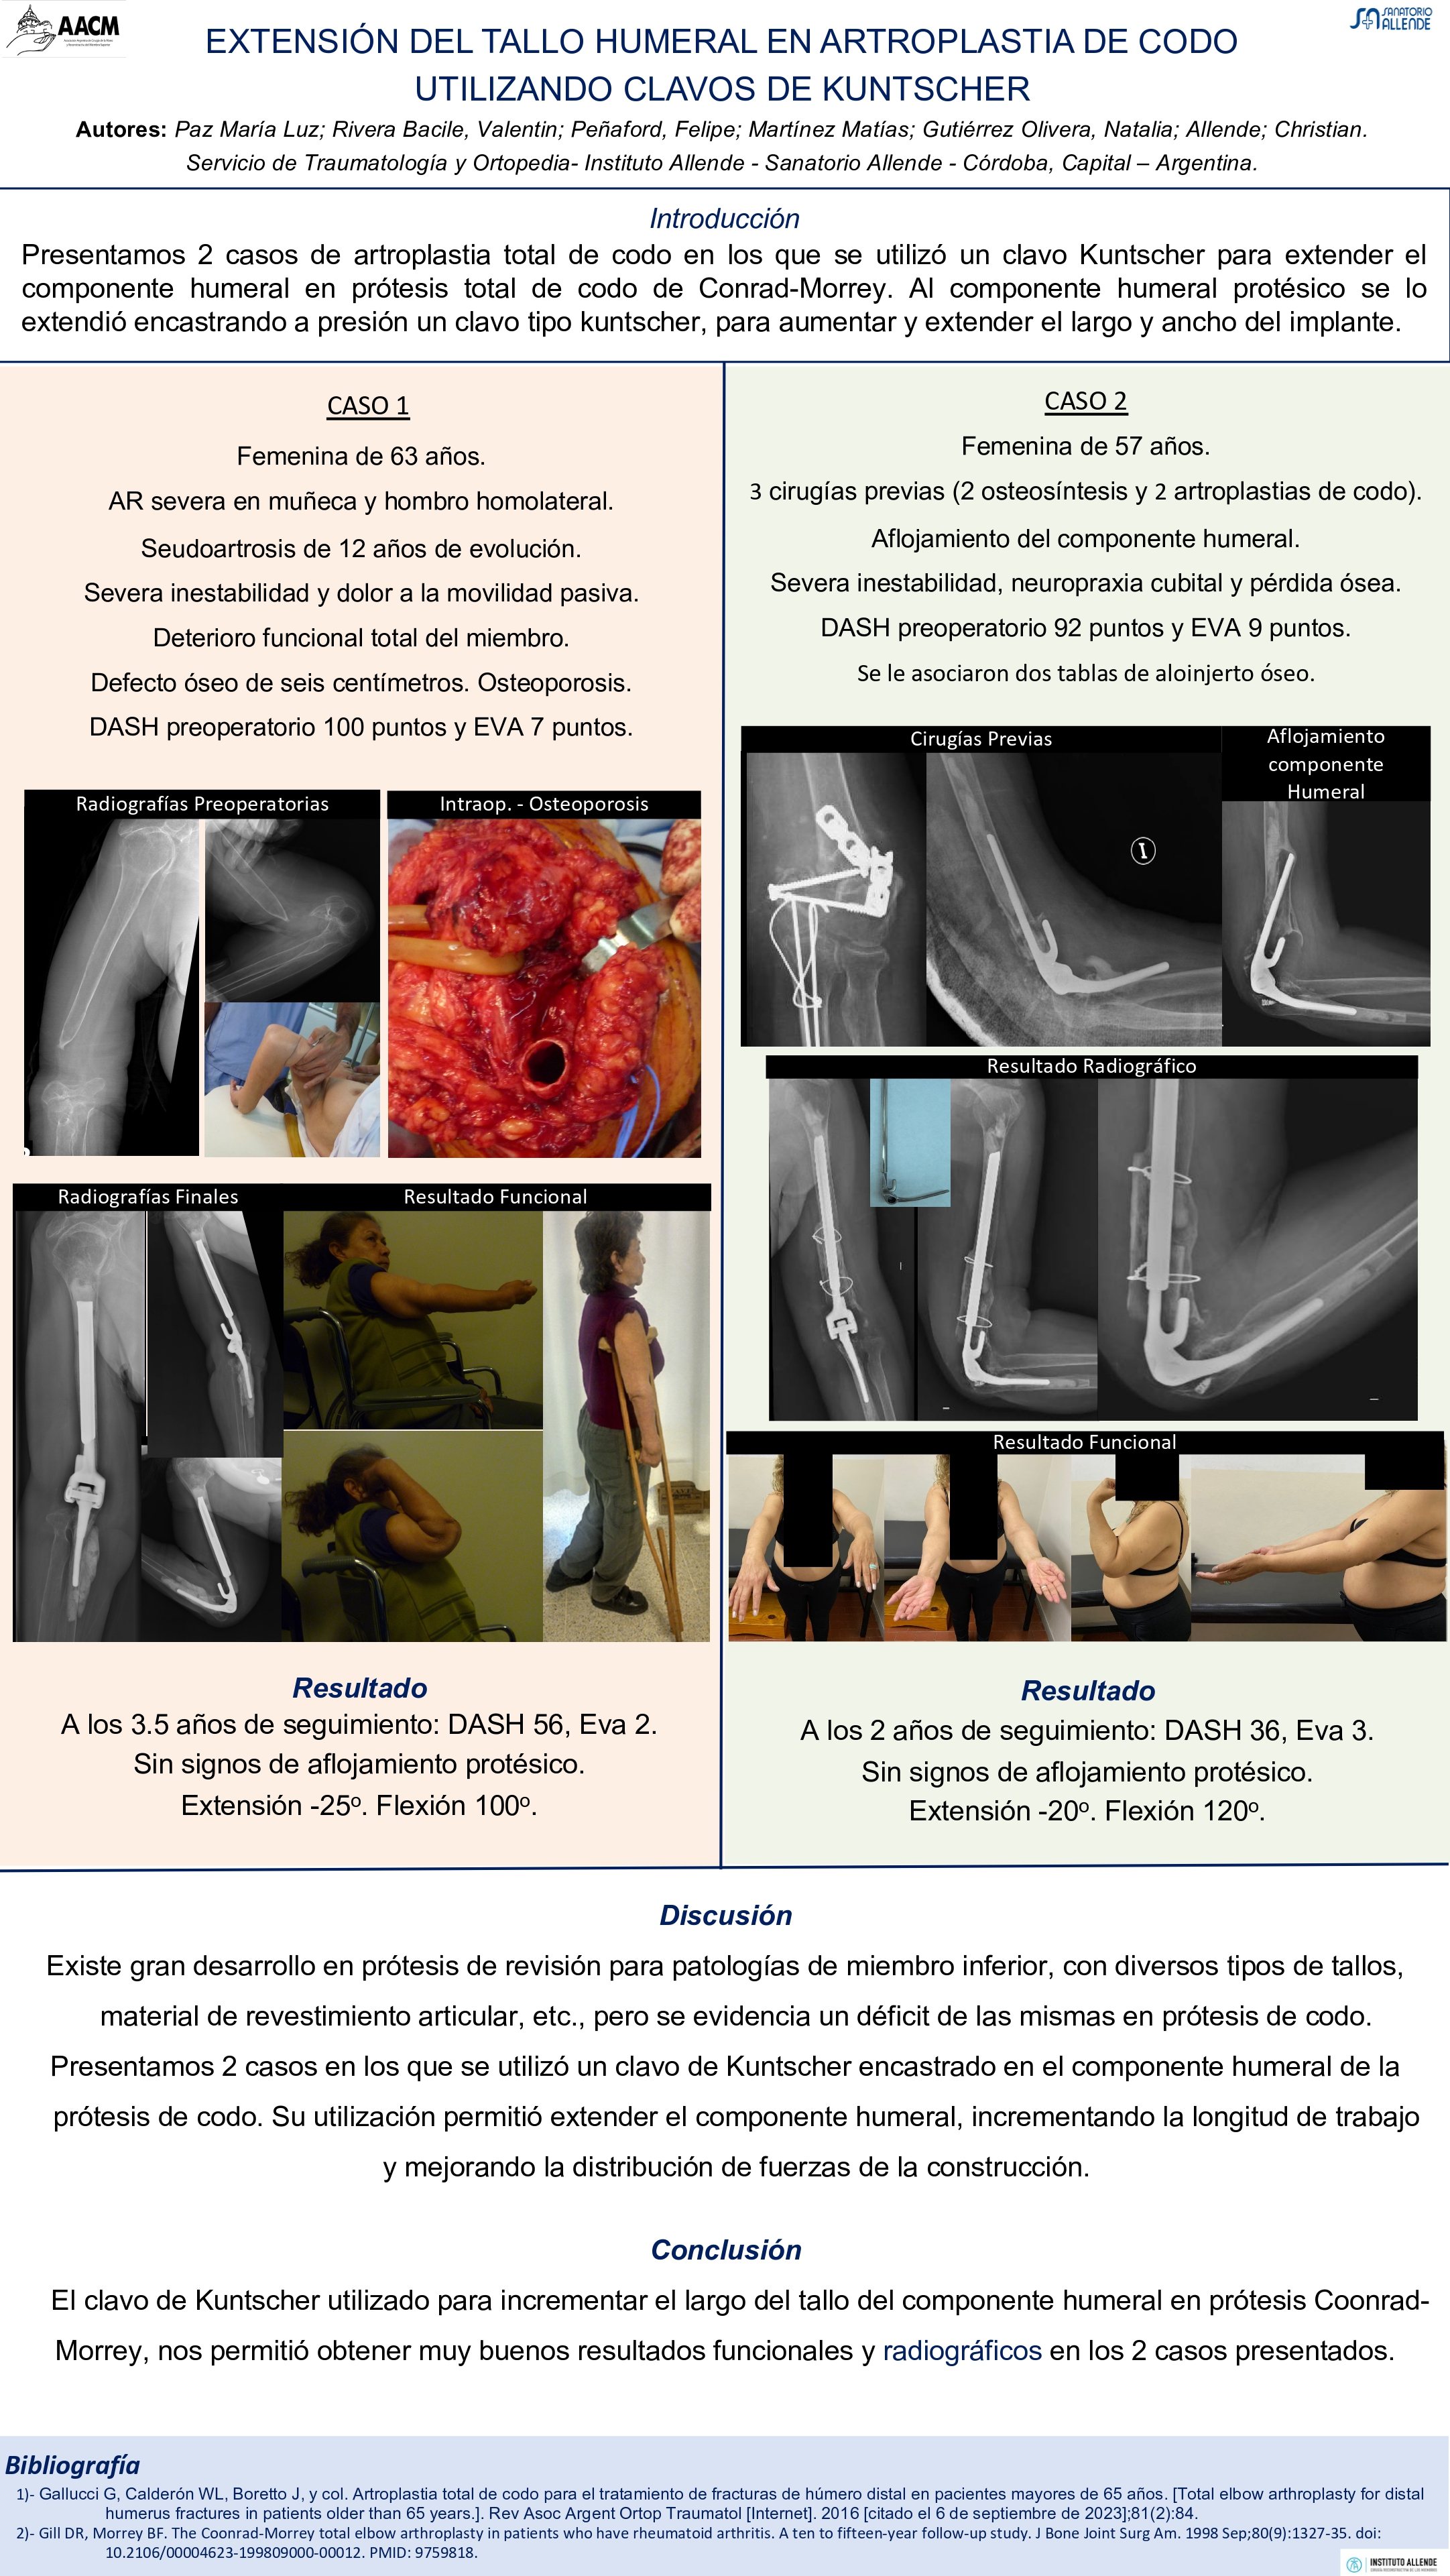 AACM
SANATORIO
ALLENDE
EXTENSIÓN DEL TALLO HUMERAL EN ARTROPLASTIA DE CODO
UTILIZANDO CLAVOS DE KUNTSCHER
Autores: Paz María Luz; Rivera Bacile, Valentin; Peñaford, Felipe; Martínez Matías; Gutiérrez Olivera, Natalia; Allende; Christian.
Servicio de Traumatología y Ortopedia- Instituto Allende - Sanatorio Allende - Córdoba, Capital – Argentina.
Introducción
Presentamos 2 casos de artroplastia total de codo en los que se utilizó un clavo Kuntscher para extender el
componente humeral en prótesis total de codo de Conrad-Morrey. Al componente humeral protésico se lo
extendió encastrando a presión un clavo tipo kuntscher, para aumentar y extender el largo y ancho del implante.
CASO 1
Femenina de 63 años.
AR severa en muñeca y hombro homolateral.
Seudoartrosis de 12 años de evolución.
Severa inestabilidad y dolor a la movilidad pasiva.
Deterioro funcional total del miembro.
Defecto óseo de seis centímetros. Osteoporosis.
DASH preoperatorio 100 puntos y EVA 7 puntos.
Radiografías Preoperatorias
Intraop. - Osteoporosis
Radiografías Finales
Resultado Funcional
Resultado
A los 3.5 años de seguimiento: DASH 56, Eva 2.
Sin signos de aflojamiento protésico.
Extensión -25º. Flexión 100º.
CASO 2
Femenina de 57 años.
3 cirugías previas (2 osteosíntesis y 2 artroplastias de codo).
Aflojamiento del componente humeral.
Severa inestabilidad, neuropraxia cubital y pérdida ósea.
DASH preoperatorio 92 puntos y EVA 9 puntos.
Se le asociaron dos tablas de aloinjerto óseo.
Cirugías Previas
Aflojamiento
componente
Humeral
I
Resultado Radiográfico
Resultado Funcional
Resultado
A los 2 años de seguimiento: DASH 36, Eva 3.
Sin signos de aflojamiento protésico.
Extensión -20º. Flexión 120º.
Discusión
Existe gran desarrollo en prótesis de revisión para patologías de miembro inferior, con diversos tipos de tallos,
material de revestimiento articular, etc., pero se evidencia un déficit de las mismas en prótesis de codo.
Presentamos 2 casos en los que se utilizó un clavo de Kuntscher encastrado en el componente humeral de la
prótesis de codo. Su utilización permitió extender el componente humeral, incrementando la longitud de trabajo
y mejorando la distribución de fuerzas de la construcción.
Conclusión
El clavo de Kuntscher utilizado para incrementar el largo del tallo del componente humeral en prótesis Coonrad-
Morrey, nos permitió obtener muy buenos resultados funcionales y radiográficos en los 2 casos presentados.
Bibliografía
1)- Gallucci G, Calderón WL, Boretto J, y col. Artroplastia total de codo para el tratamiento de fracturas de húmero distal en pacientes mayores de 65 años. [Total elbow arthroplasty for distal
humerus fractures in patients older than 65 years.]. Rev Asoc Argent Ortop Traumatol [Internet]. 2016 [citado el 6 de septiembre de 2023];81(2):84.
2)- Gill DR, Morrey BF. The Coonrad-Morrey total elbow arthroplasty in patients who have rheumatoid arthritis. A ten to fifteen-year follow-up study. J Bone Joint Surg Am. 1998 Sep;80(9):1327-35. doi:
10.2106/00004623-199809000-00012. PMID: 9759818.
INSTITUTO ALLENDE